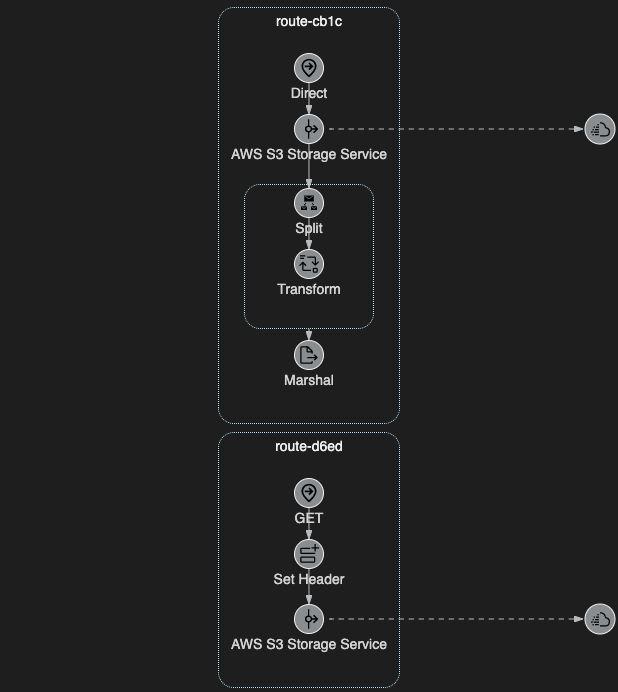 route-cb1c
Direct
AWS S3 Storage Service
Split
Transform
Marshal
route-d6ed
GET
Set Header
AWS S3 Storage Service